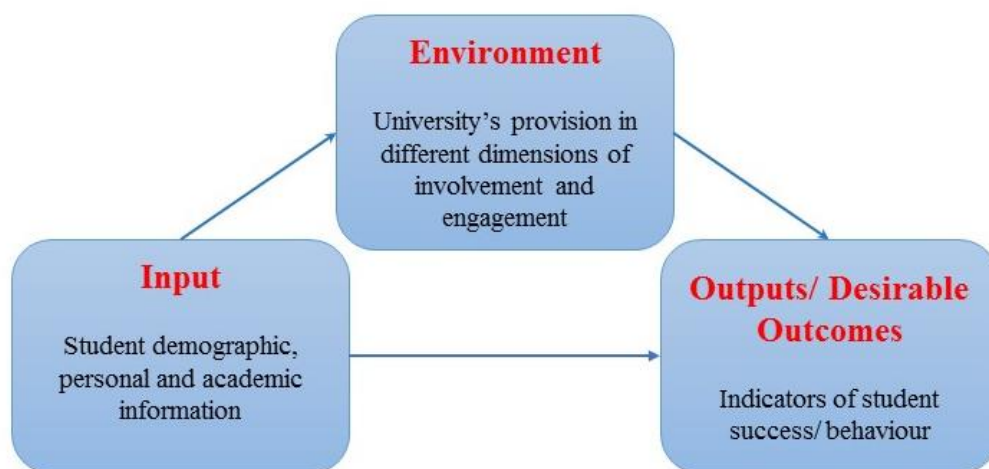 Environment
University's provision in
different dimensions of
involvement and
engagement
Input
Student demographic,
personal and academic
information
Outputs/ Desirable
Outcomes
Indicators of student
success/ behaviour